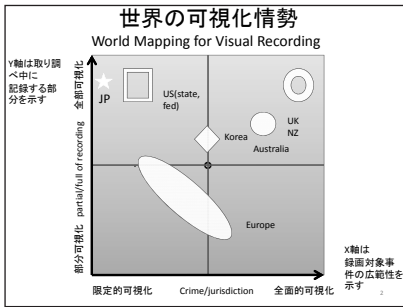 世界の可視化情勢
World Mapping for Visual Recording
Y軸は取り調
べ中に
記録する部
分を示す
全部可視化
partial/full of recording
部分可視化
JP
US(state,
fed)
Korea
UK
NZ
Australia
Europe
X軸は
録画対象事
件の広範性を
示す
限定的可視化 Crime/jurisdiction 全面的可視化
2